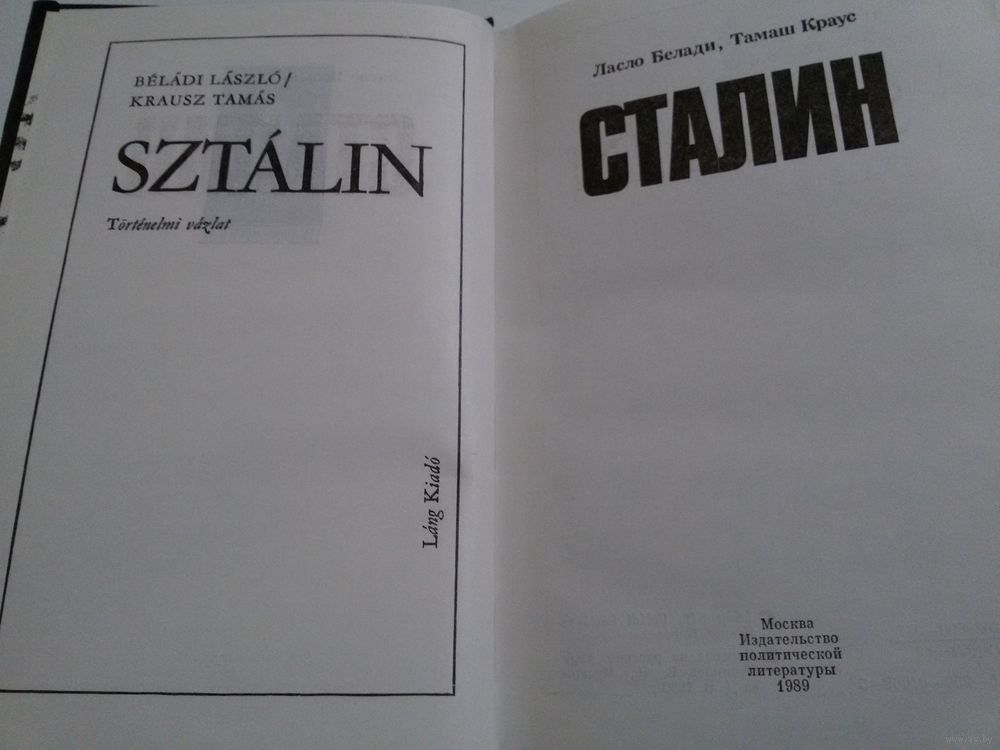 BÉLÁDI LÁSZLÓ/
KRAUSZ TAMÁS
SZTÁLIN
Történelmi vázlat
Láng Kiadó
Ласло Белади, Тамаш Краус
СТАЛИН
Москва
Издательство
политической
литературы
1989